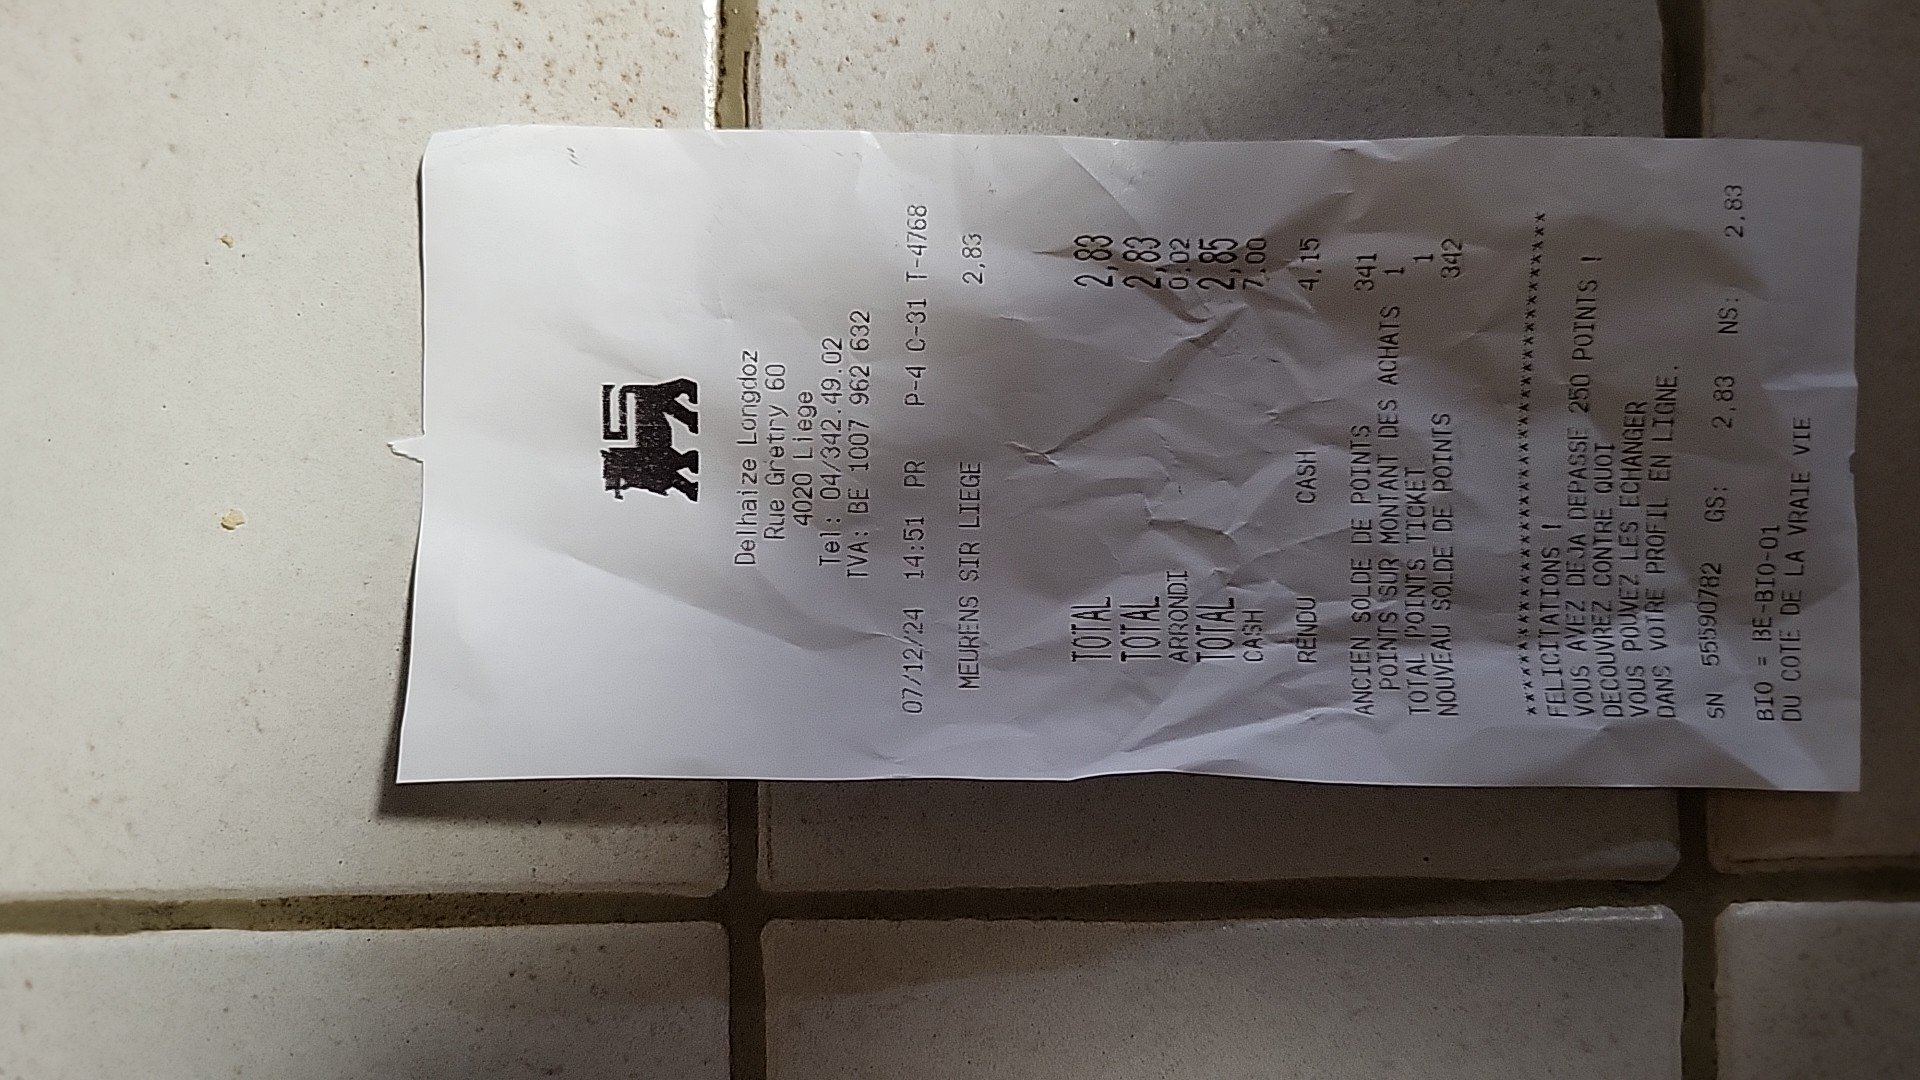 Delhaize Longdoz
Rue Gretry 60
4020 Liege
Tel: 04/342.49.02
TVA: BE 1007 962 632
07/12/24 14:51 PR P-4 C-31 T-4768
MEURENS SIR LIEGE 2,83
TOTAL 2,83
TOTAL 2,83
ARRONDI 0,02
TOTAL 2,85
CASH 7,00
RENDU CASH 4,15
ANCIEN SOLDE DE POINTS 341
POINTS SUR MONTANT DES ACHATS 1
TOTAL POINTS TICKET 1
NOUVEAU SOLDE DE POINTS 342
****************************************
FELICITATIONS !
VOUS AVEZ DEJA DEPASSE 250 POINTS !
DECOUVREZ CONTRE QUOI
VOUS POUVEZ LES ECHANGER
DANS VOTRE PROFIL EN LIGNE.
SN 55590782 GS: 2,83 NS: 2,83
BIO = BE-BIO-01
DU COTE DE LA VRAIE VIE